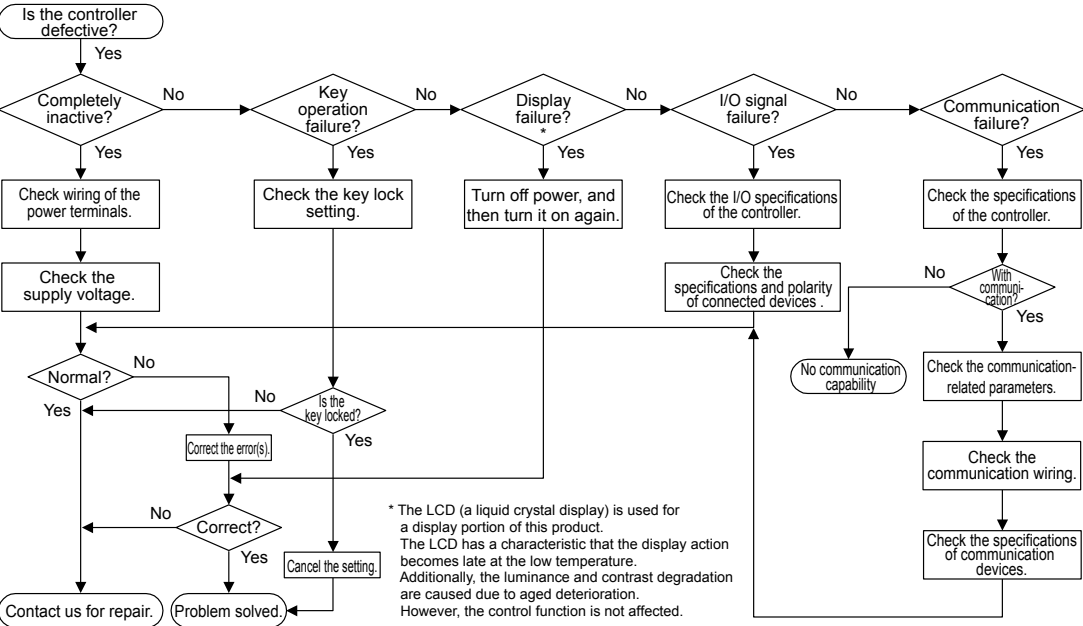 Is the controller
defective?
Yes
Completely
inactive?
No
Key
operation
failure?
No
Display
failure?
*
No
I/O signal
failure?
No
Communication
failure?
Yes
Yes
Yes
Yes
Yes
Check wiring of the
power terminals.
Check the key lock
setting.
Turn off power, and
then turn it on again.
Check the I/O specifications
of the controller.
Check the specifications
of the controller.
Check the
supply voltage.
Check the
specifications and polarity
of connected devices .
No
With
communi-
cation?
Yes
No communication
capability
Check the communication-
related parameters.
Normal?
No
Yes
No
Is the
key locked?
Yes
Correct the error(s).
Check the
communication wiring.
No
Correct?
Yes
Cancel the setting.
* The LCD (a liquid crystal display) is used for
a display portion of this product.
The LCD has a characteristic that the display action
becomes late at the low temperature.
Additionally, the luminance and contrast degradation
are caused due to aged deterioration.
However, the control function is not affected.
Check the specifications
of communication
devices.
Contact us for repair.
Problem solved.